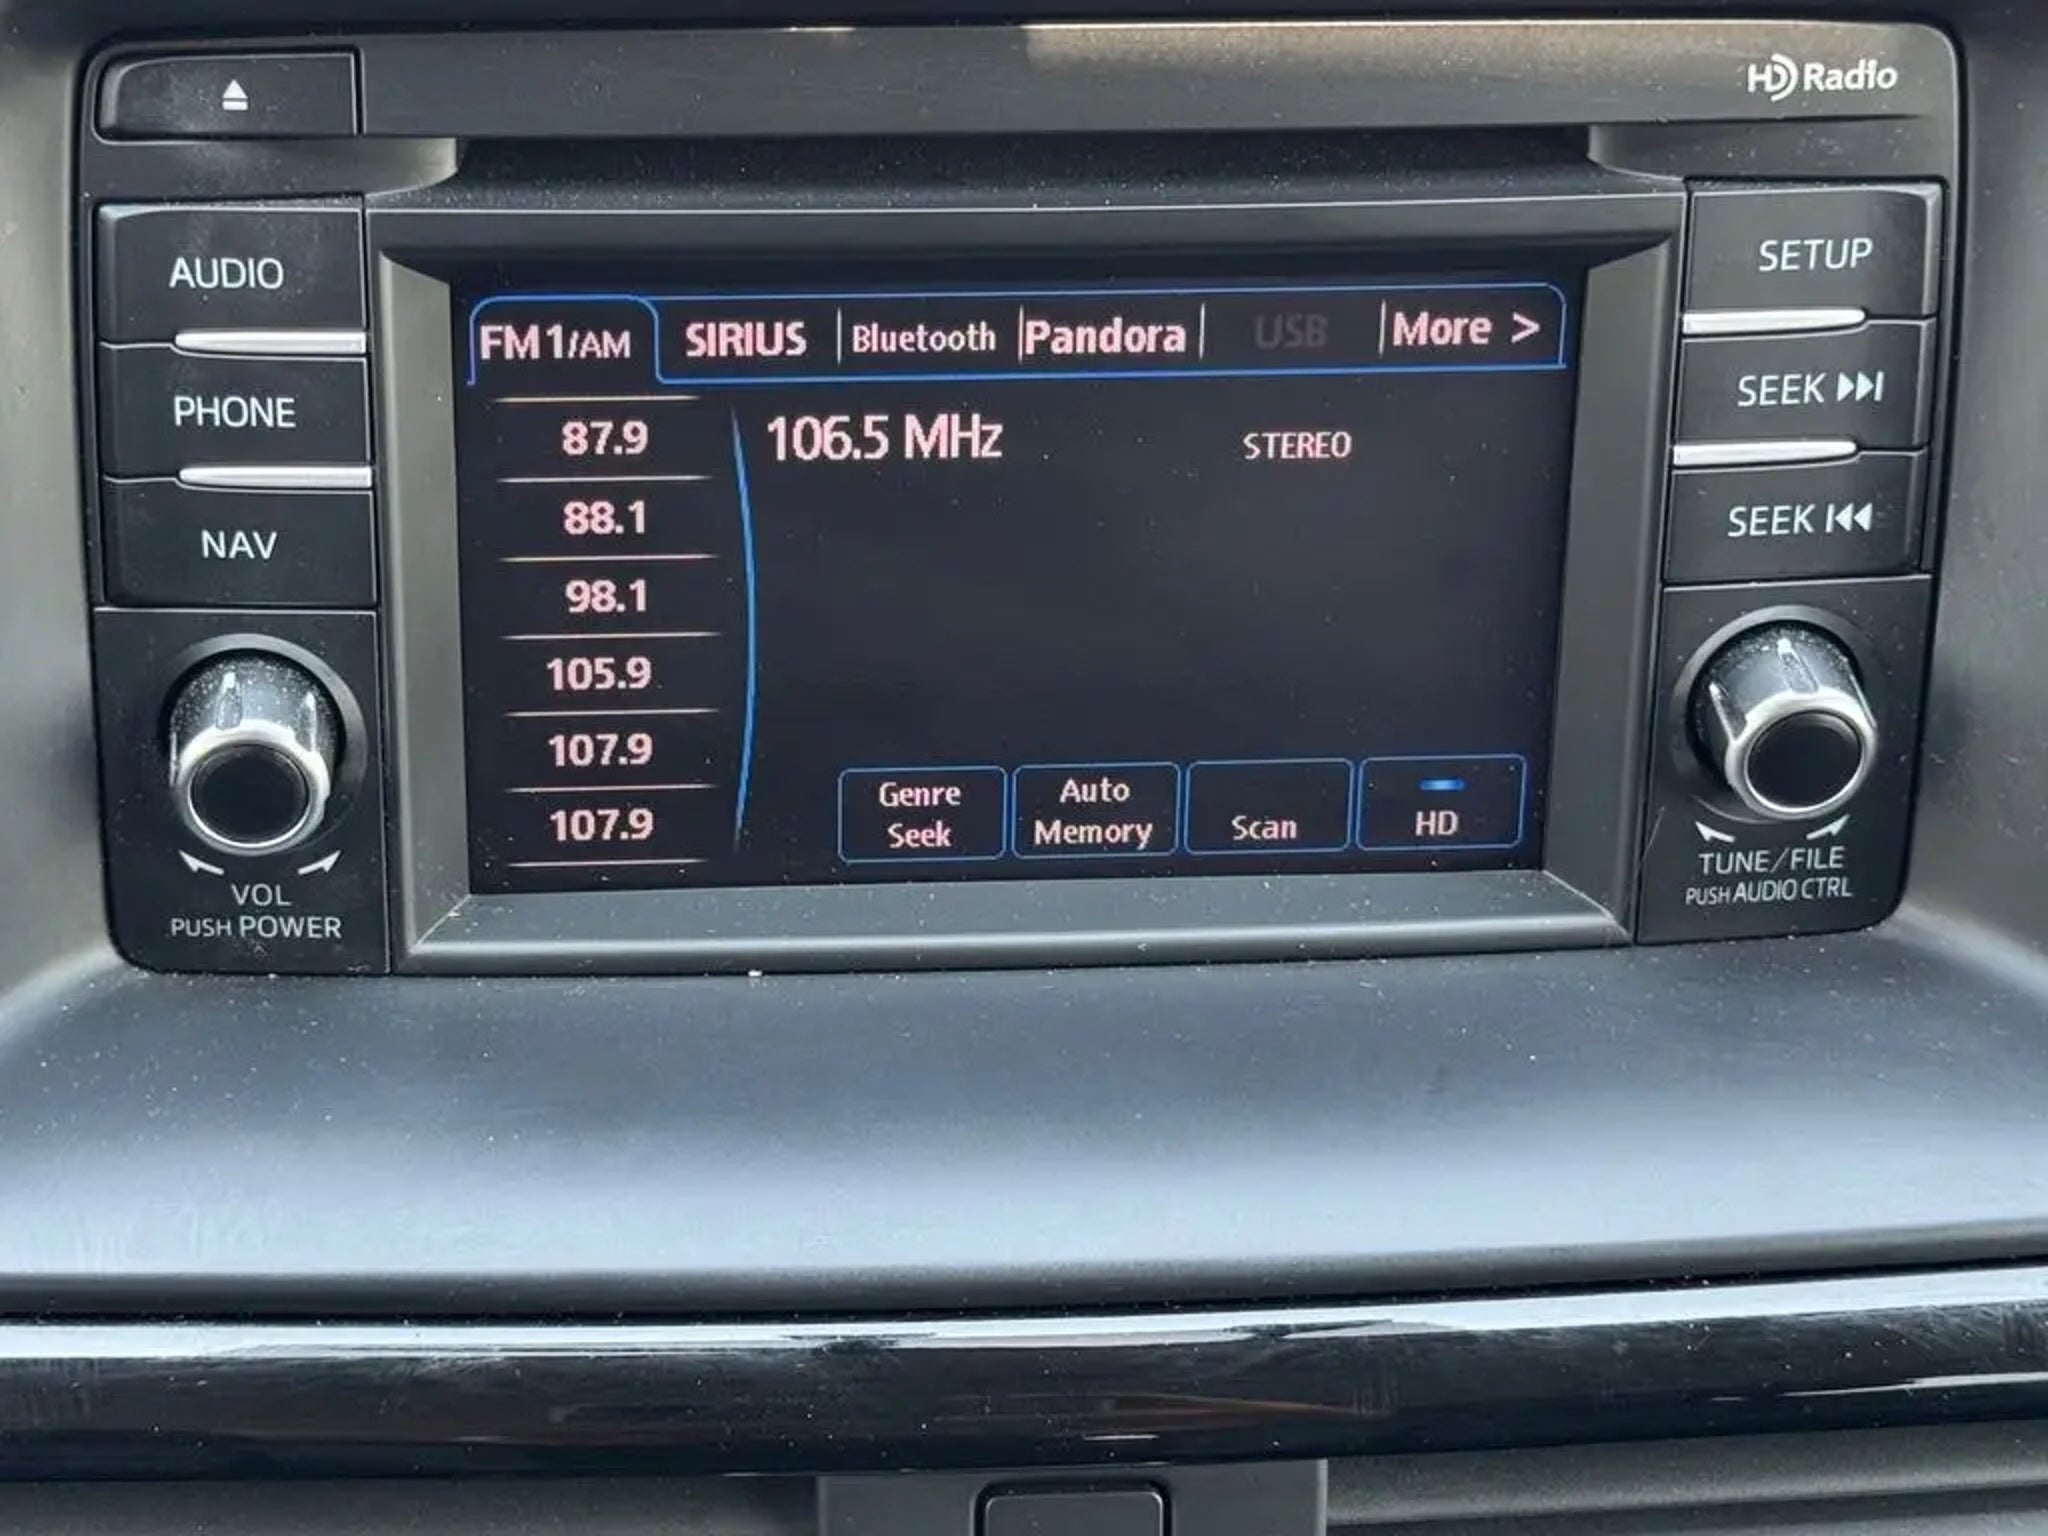 HD Radio
AUDIO
PHONE
NAV
VOL
PUSH POWER
FM1/AM SIRIUS Bluetooth Pandora USB More >
87.9
88.1
98.1
105.9
107.9
107.9
106.5 MHz STEREO
Genre
Seek
Auto
Memory
Scan
HD
SETUP
SEEK
SEEK
TUNE/FILE
PUSH AUDIO CTRL